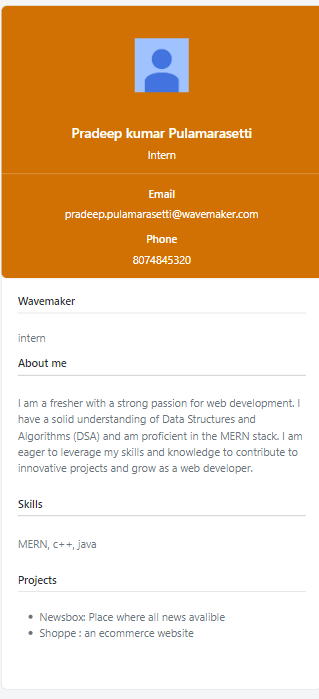 Pradeep kumar Pulamarasetti
Intern
Email
pradeep.pulamarasetti@wavemaker.com
Phone
8074845320
Wavemaker
intern
About me
I am a fresher with a strong passion for web development. I
have a solid understanding of Data Structures and
Algorithms (DSA) and am proficient in the MERN stack. I am
eager to leverage my skills and knowledge to contribute to
innovative projects and grow as a web developer.
Skills
MERN, c++, java
Projects
• Newsbox: Place where all news avalible
• Shoppe : an ecommerce website